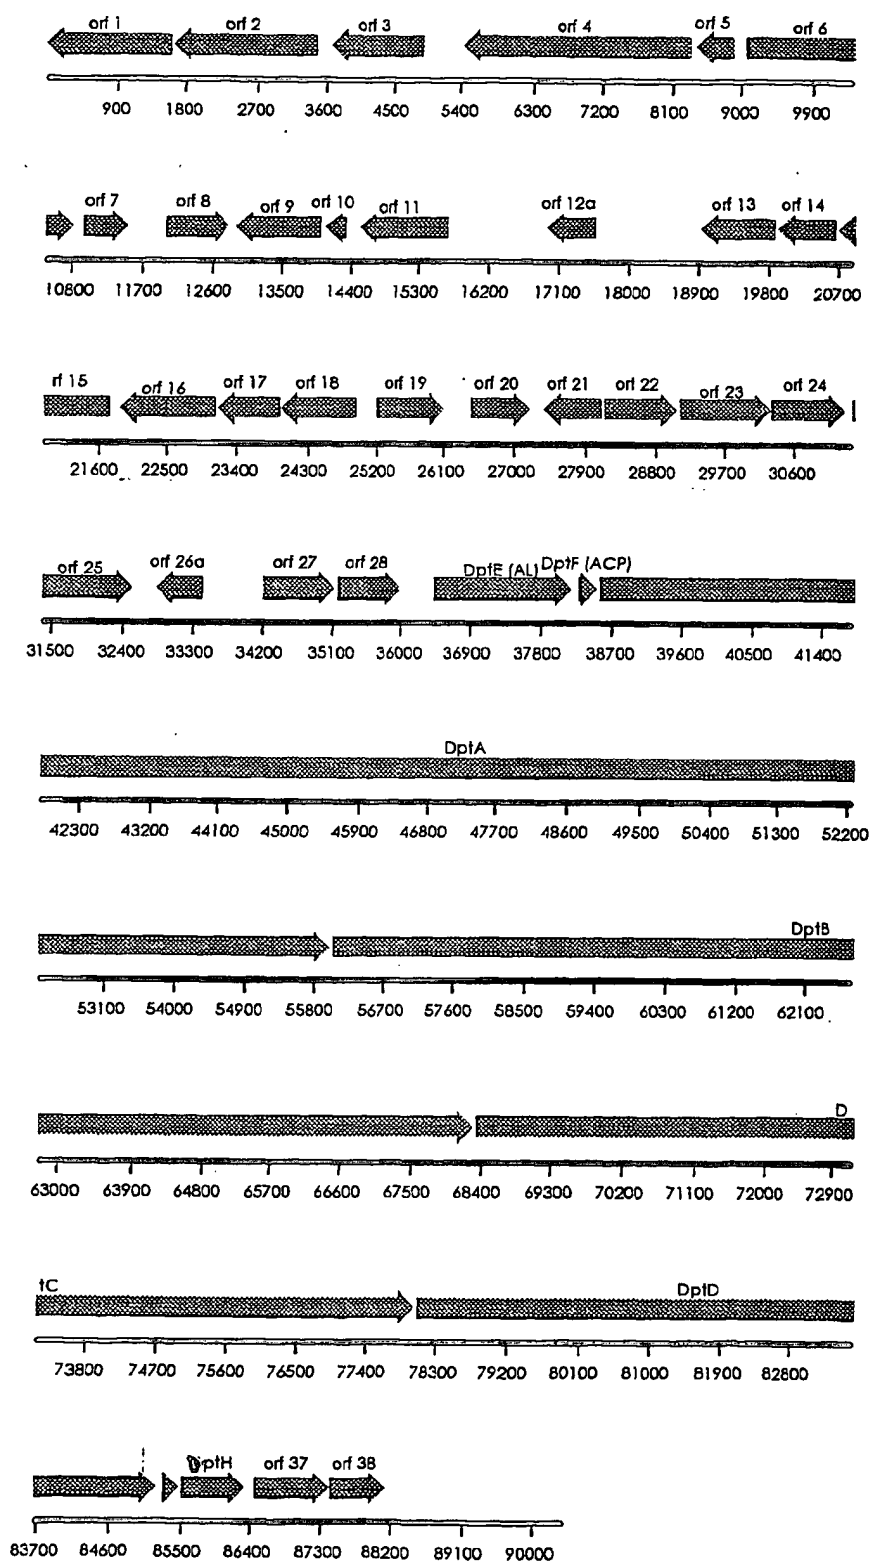 orf 1 orf 2 orf 3 orf 4 orf 5 orf 6
900 1800 2700 3600 4500 5400 6300 7200 8100 9000 9900
orf 7 orf 8 orf 9 orf 10 orf 11 orf 12a orf 13 orf 14
10800 11700 12600 13500 14400 15300 16200 17100 18000 18900 19800 20700
rf 15 orf 16 orf 17 orf 18 orf 19 orf 20 orf 21 orf 22 orf 23 orf 24
21600 22500 23400 24300 25200 26100 27000 27900 28800 29700 30600
orf 25 orf 26a orf 27 orf 28 DptE (AL) DptF (ACP)
31500 32400 33300 34200 35100 36000 36900 37800 38700 39600 40500 41400
DptA
42300 43200 44100 45000 45900 46800 47700 48600 49500 50400 51300 52200
DptB
53100 54000 54900 55800 56700 57600 58500 59400 60300 61200 62100
D
63000 63900 64800 65700 66600 67500 68400 69300 70200 71100 72000 72900
tC DptD
73800 74700 75600 76500 77400 78300 79200 80100 81000 81900 82800
DptH orf 37 orf 38
83700 84600 85500 86400 87300 88200 89100 90000